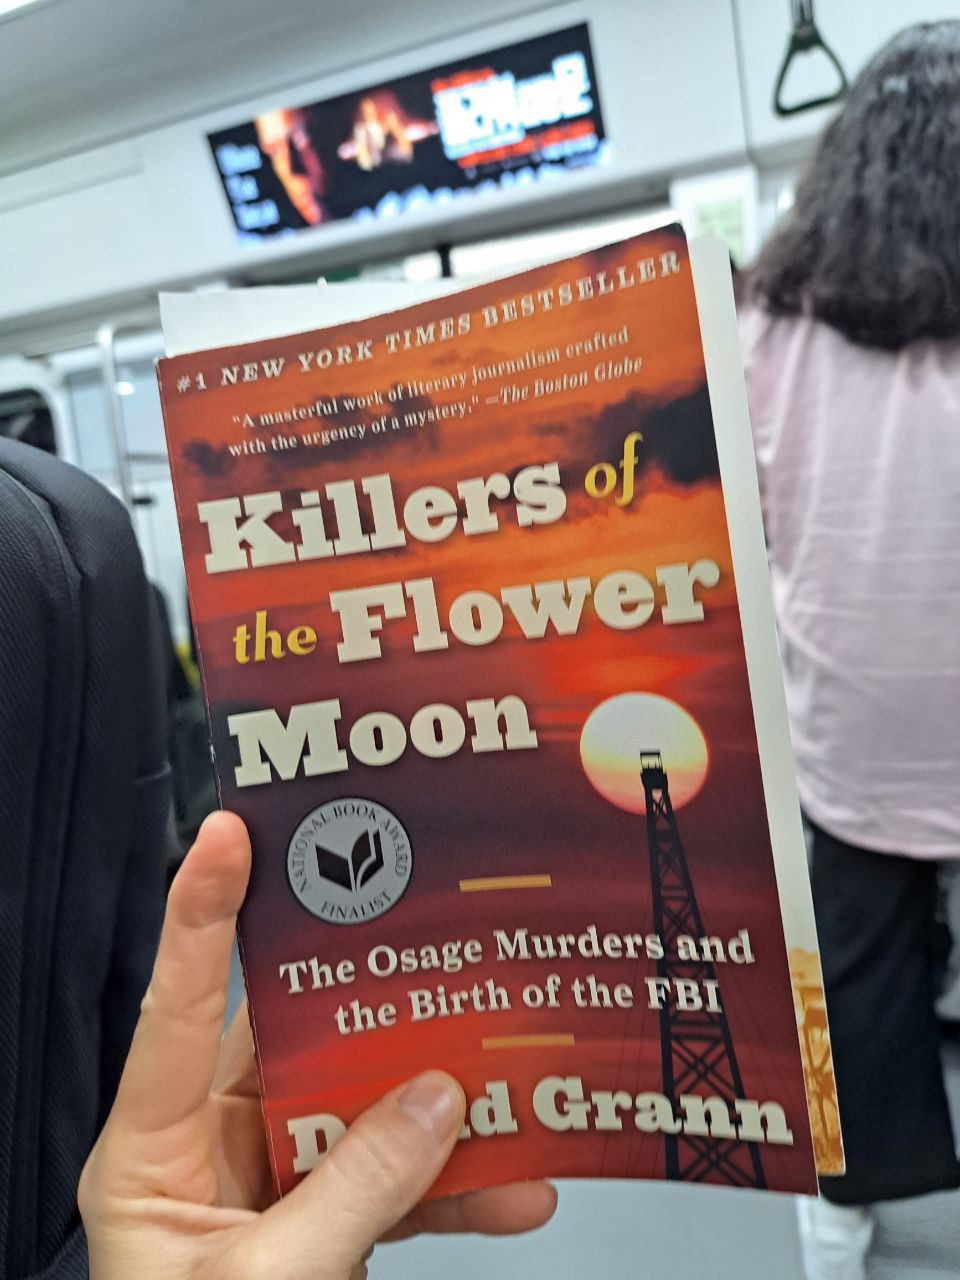 #1 NEW YORK TIMES BESTSELLER
"A masterful work of literary journalism crafted
with the urgency of a mystery." —The Boston Globe
Killers of
the Flower
Moon
NATIONAL BOOK AWARD
FINALIST
The Osage Murders and
the Birth of the FBI
Grann